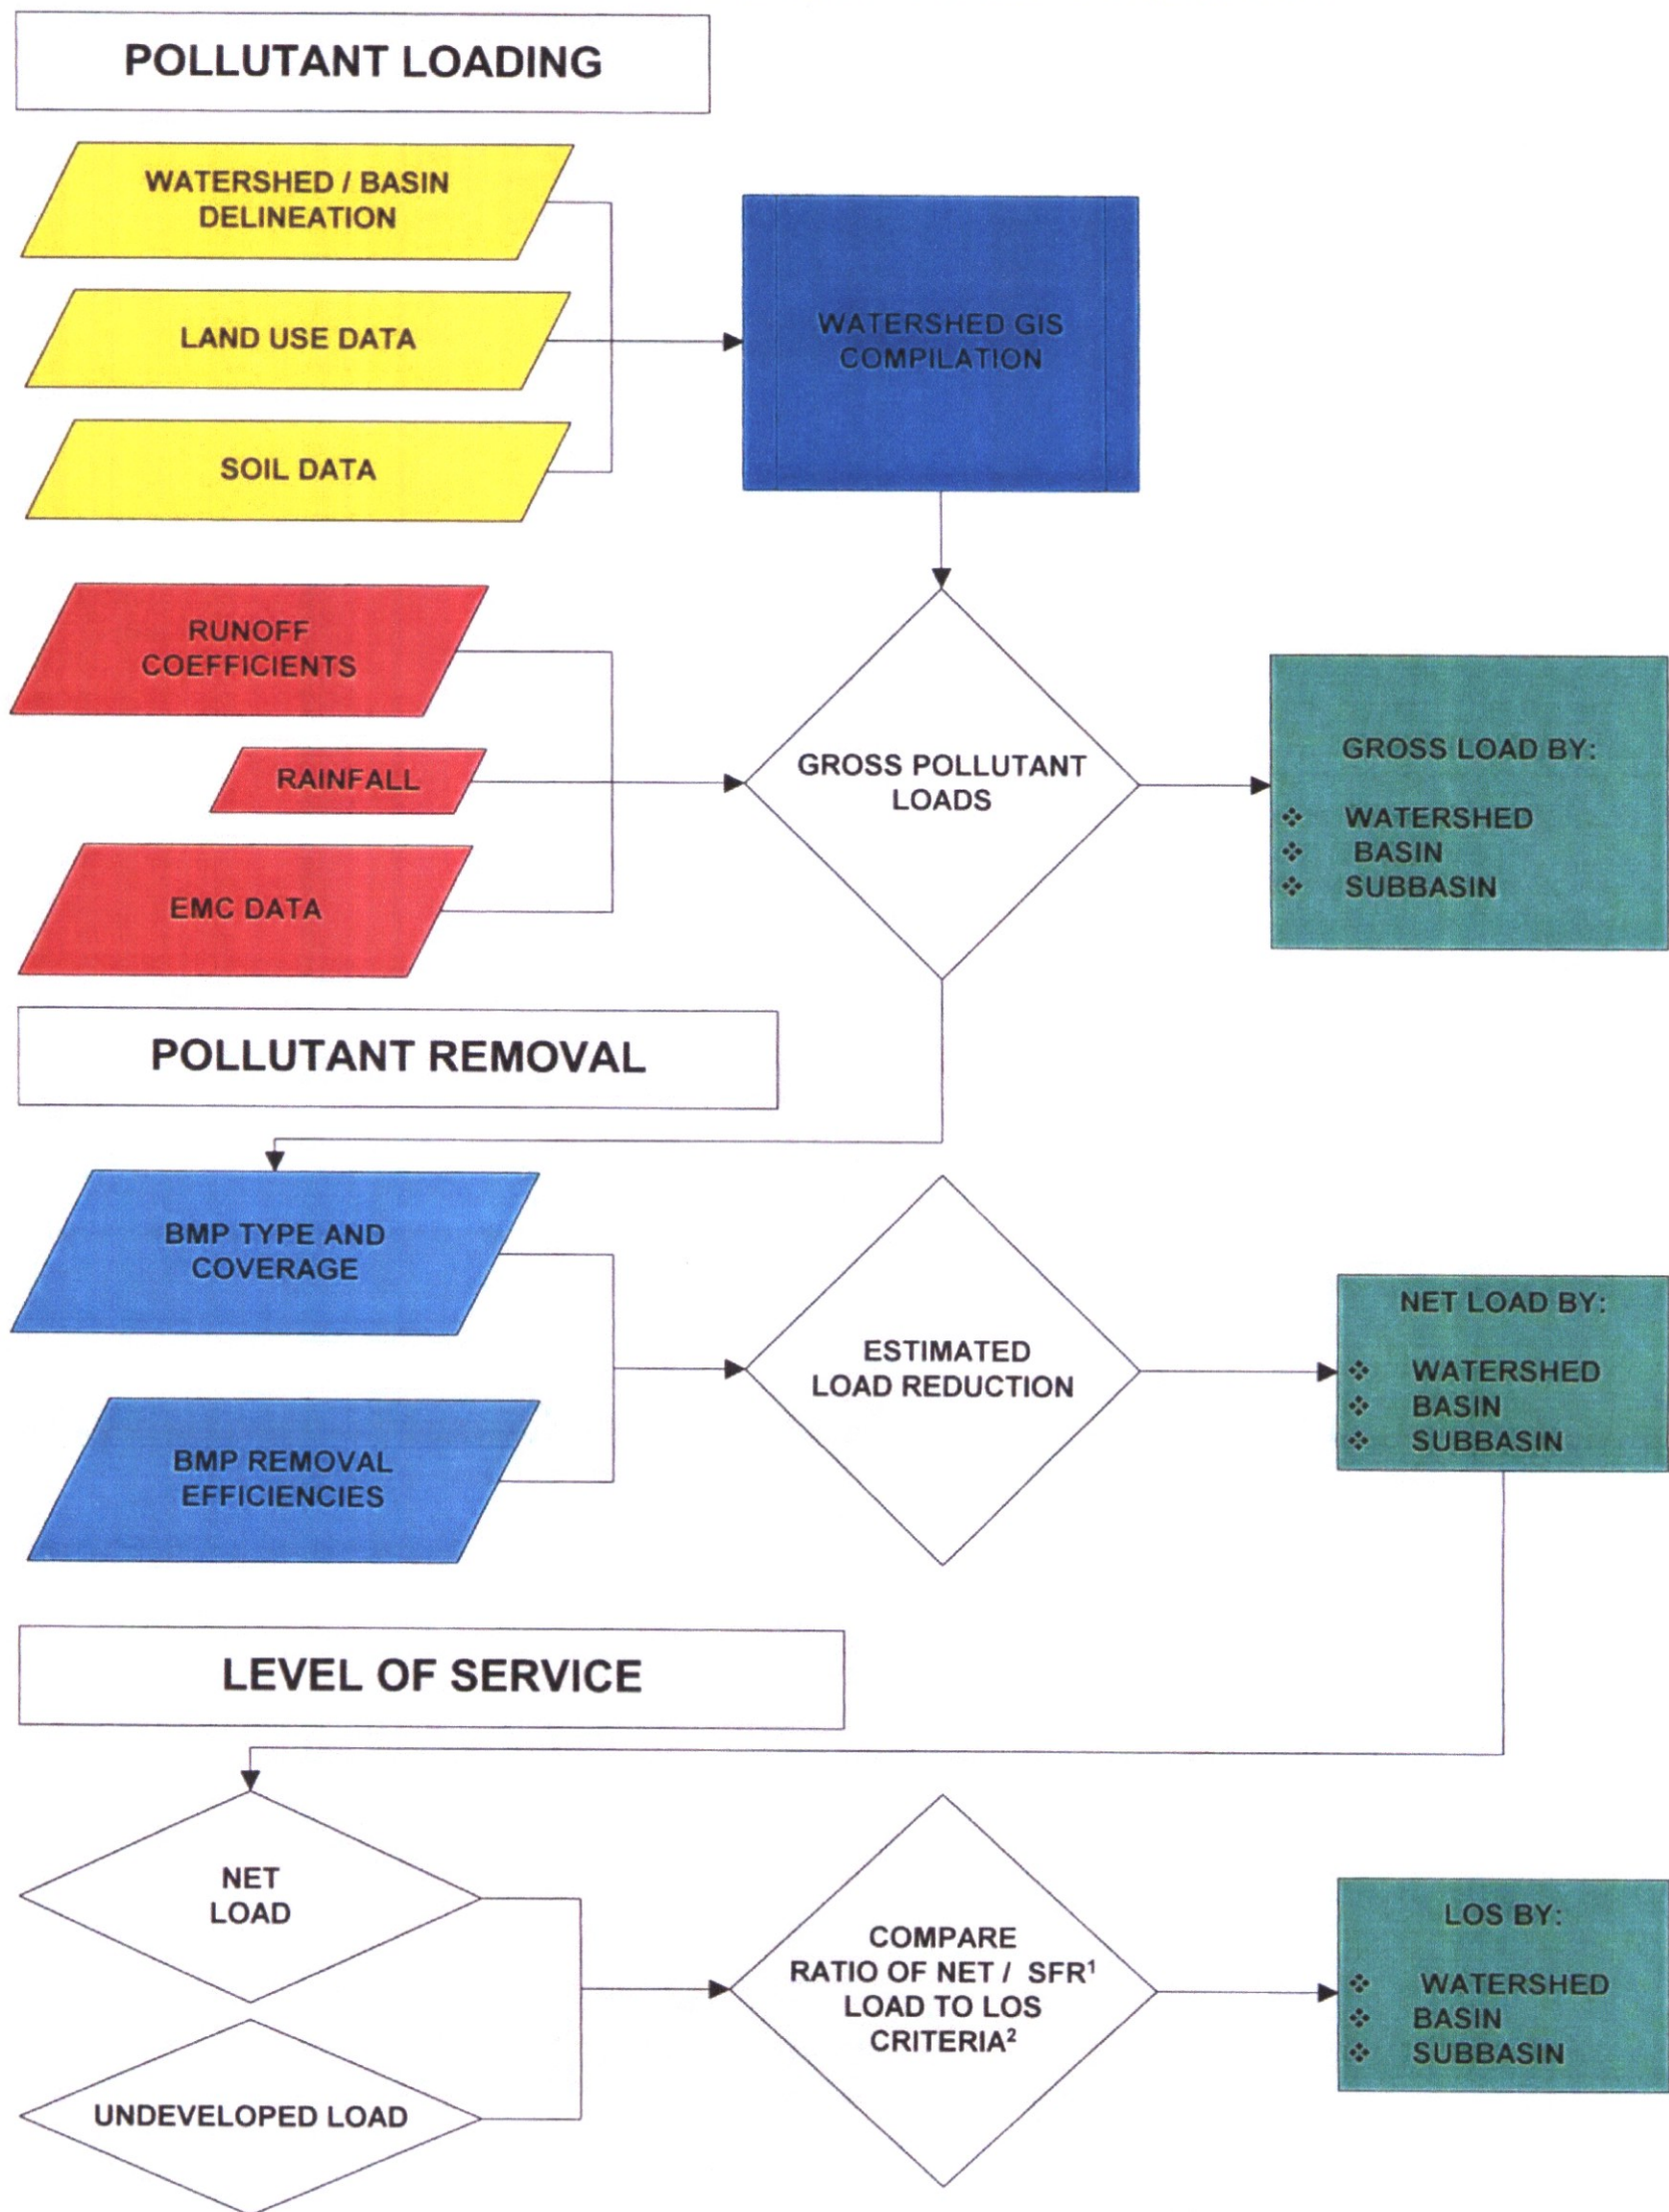 POLLUTANT LOADING
WATERSHED / BASIN
DELINEATION
LAND USE DATA
SOIL DATA
WATERSHED GIS
COMPILATION
RUNOFF
COEFFICIENTS
RAINFALL
EMC DATA
GROSS POLLUTANT
LOADS
GROSS LOAD BY:
❖ WATERSHED
❖ BASIN
❖ SUBBASIN
POLLUTANT REMOVAL
BMP TYPE AND
COVERAGE
BMP REMOVAL
EFFICIENCIES
ESTIMATED
LOAD REDUCTION
NET LOAD BY:
❖ WATERSHED
❖ BASIN
❖ SUBBASIN
LEVEL OF SERVICE
NET
LOAD
UNDEVELOPED LOAD
COMPARE
RATIO OF NET / SFR¹
LOAD TO LOS
CRITERIA²
LOS BY:
❖ WATERSHED
❖ BASIN
❖ SUBBASIN